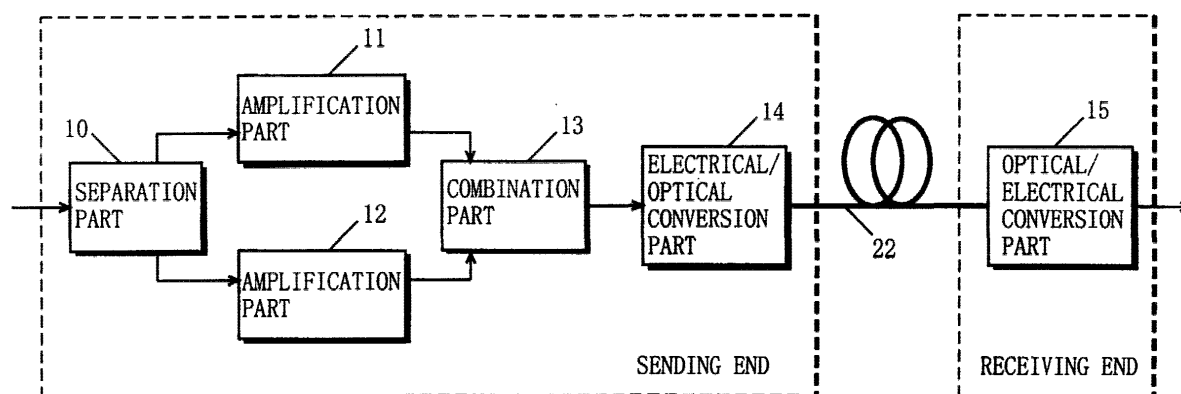 11
AMPLIFICATION
PART
10
SEPARATION
PART
12
AMPLIFICATION
PART
13
COMBINATION
PART
14
ELECTRICAL/
OPTICAL
CONVERSION
PART
22
15
OPTICAL/
ELECTRICAL
CONVERSION
PART
SENDING END
RECEIVING END